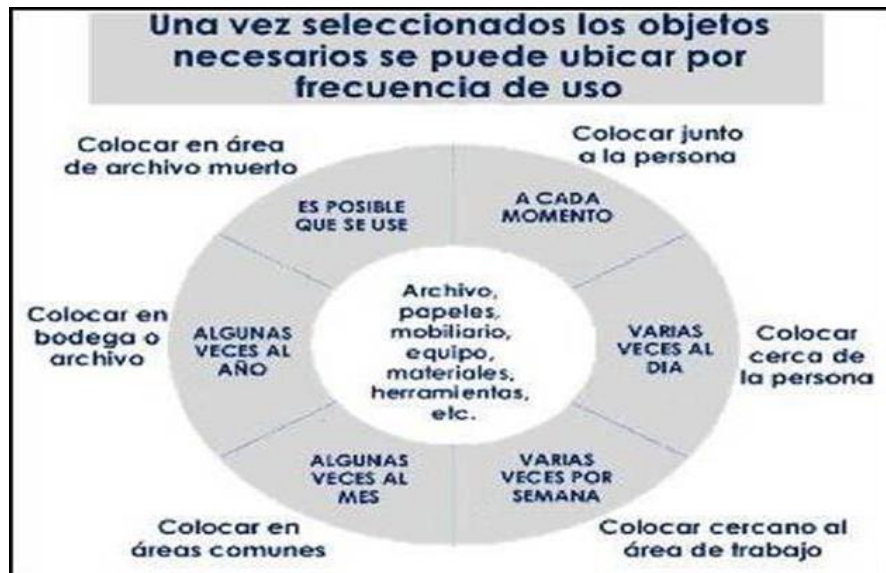 Una vez seleccionados los objetos
necesarios se puede ubicar por
frecuencia de uso
Colocar en área
de archivo muerto
Colocar junto
a la persona
ES POSIBLE
QUE SE USE
A CADA
MOMENTO
Colocar en
bodega o
archivo
ALGUNAS
VECES AL
AÑO
Archivo,
papeles,
mobiliario,
equipo,
materiales,
herramientas,
etc.
VARIAS
VECES AL
DIA
Colocar
cerca de
la persona
ALGUNAS
VECES AL
MES
VARIAS
VECES POR
SEMANA
Colocar en
áreas comunes
Colocar cercano al
área de trabajo